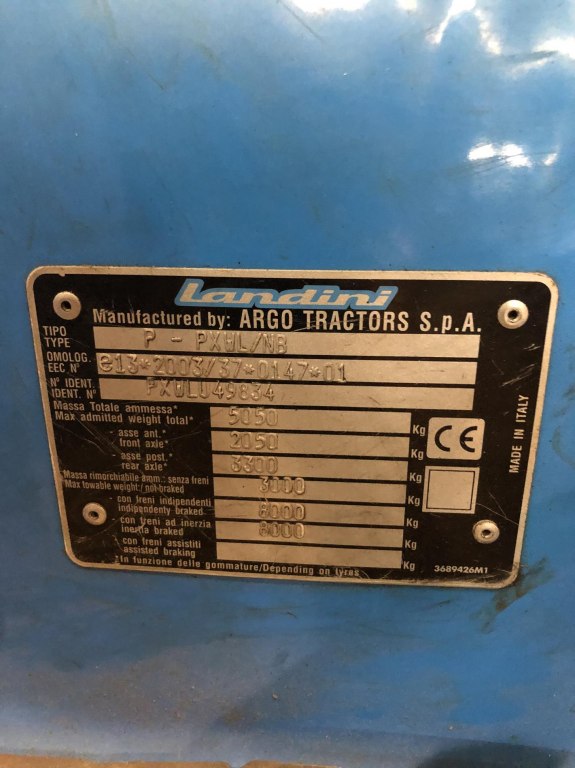 Landini
Manufactured by: ARGO TRACTORS S.p.A.
TIPO
TYPE P - PXWL/NB
OMOLOG.
EEC N° e13*2003/37*0147*01
N° IDENT.
IDENT. N° PXWLU49834
Massa Totale ammessa*
Max admitted weight total* 5050 Kg
- asse ant.*
front axle* 2050 Kg
- asse post.*
rear axle* 3300 Kg
Massa rimorchiabile amm.: senza freni
Max towable weight:/ not braked 3000 Kg
- con freni indipendenti
indipendently braked 6000 Kg
- con freno ad inerzia
inertia braked 8000 Kg
- con freni assistiti
assisted braking Kg
*In funzione delle gommature/Depending on tyres
CE
MADE IN ITALY
3689426M1